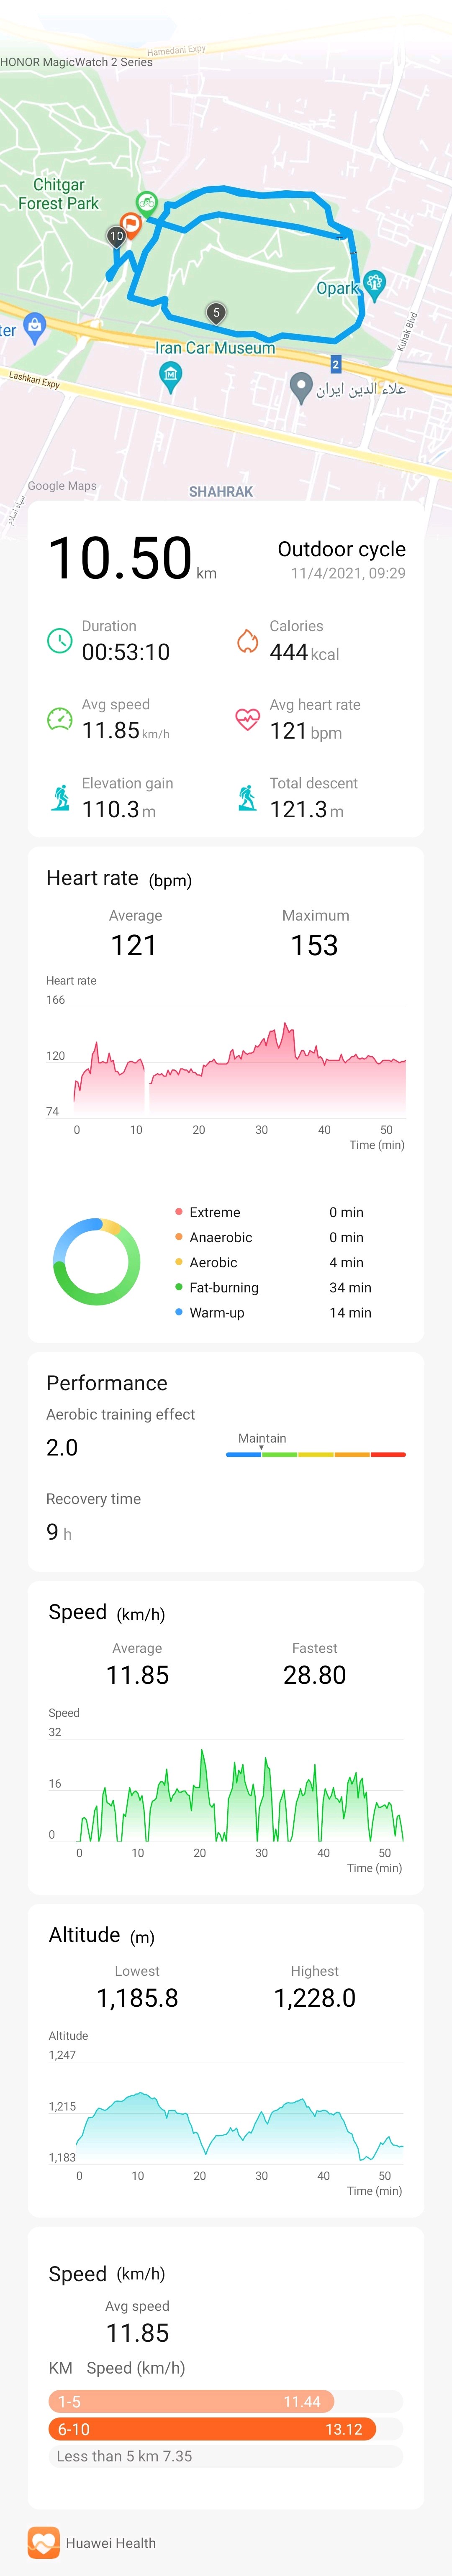 Hamedani Expy
HONOR MagicWatch 2 Series
Chitgar
Forest Park
10
Opark
5
ter
Iran Car Museum
Kuhak Blvd
2
Lashkari Expy
علاء الدین ایران
Google Maps
SHAHRAK
10.50 km
Outdoor cycle
11/4/2021, 09:29
Duration
00:53:10
Calories
444 kcal
Avg speed
11.85 km/h
Avg heart rate
121 bpm
Elevation gain
110.3 m
Total descent
121.3 m
Heart rate (bpm)
Average Maximum
121 153
Heart rate
166
120
74
0 10 20 30 40 50
Time (min)
Extreme 0 min
Anaerobic 0 min
Aerobic 4 min
Fat-burning 34 min
Warm-up 14 min
Performance
Aerobic training effect
2.0
Maintain
Recovery time
9 h
Speed (km/h)
Average Fastest
11.85 28.80
Speed
32
16
0
0 10 20 30 40 50
Time (min)
Altitude (m)
Lowest Highest
1,185.8 1,228.0
Altitude
1,247
1,215
1,183
0 10 20 30 40 50
Time (min)
Speed (km/h)
Avg speed
11.85
KM Speed (km/h)
1-5 11.44
6-10 13.12
Less than 5 km 7.35
Huawei Health